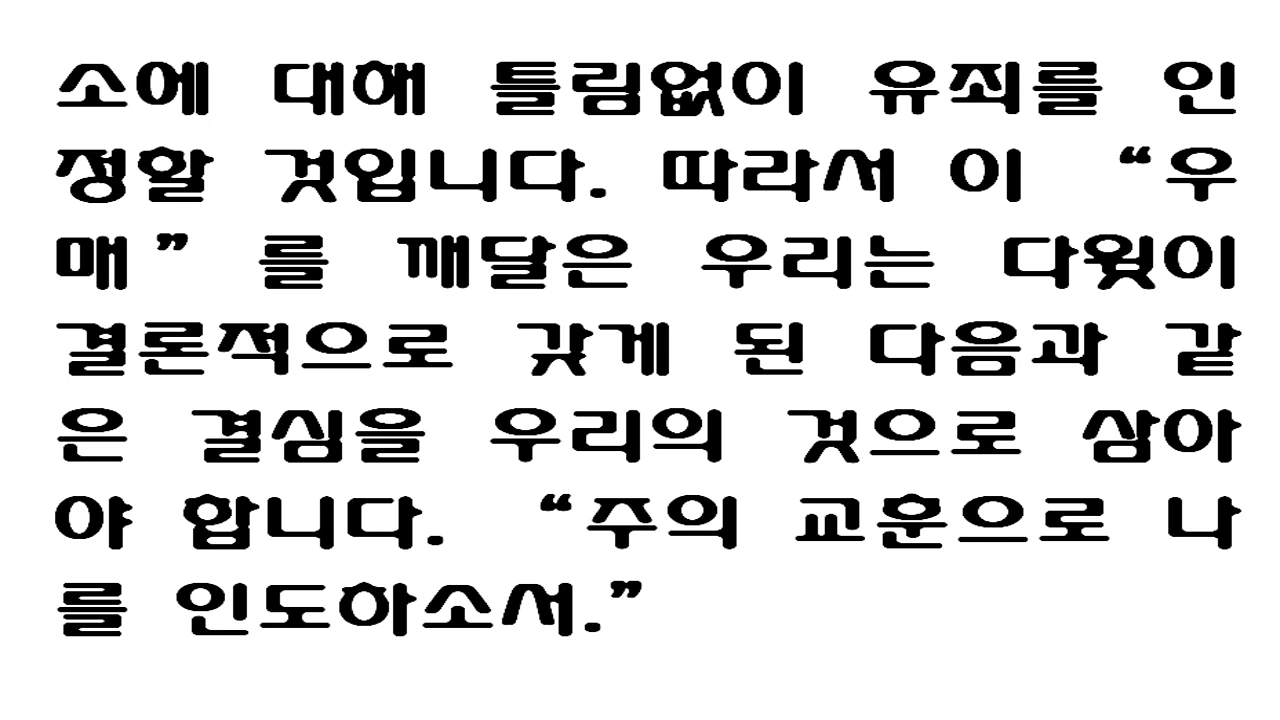 소에 대해 틀림없이 유죄를 인
정할 것입니다. 따라서 이 “우
매” 를 깨달은 우리는 다윗이
결론적으로 갖게 된 다음과 같
은 결심을 우리의 것으로 삼아
야 합니다. “주의 교훈으로 나
를 인도하소서.”